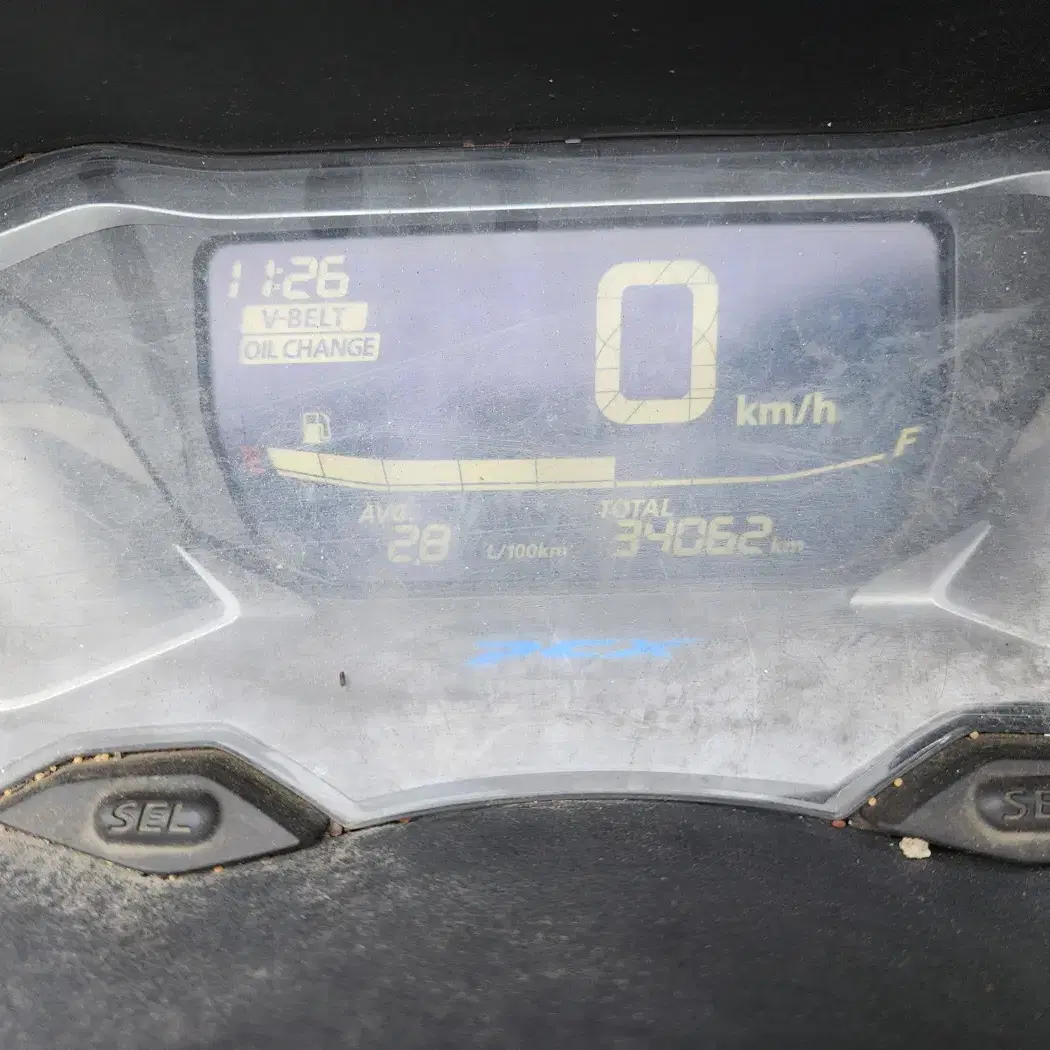 11:26
V-BELT
OIL CHANGE
0 km/h
F
AVG. TOTAL
2.8 L/100km 34062 km
SEL